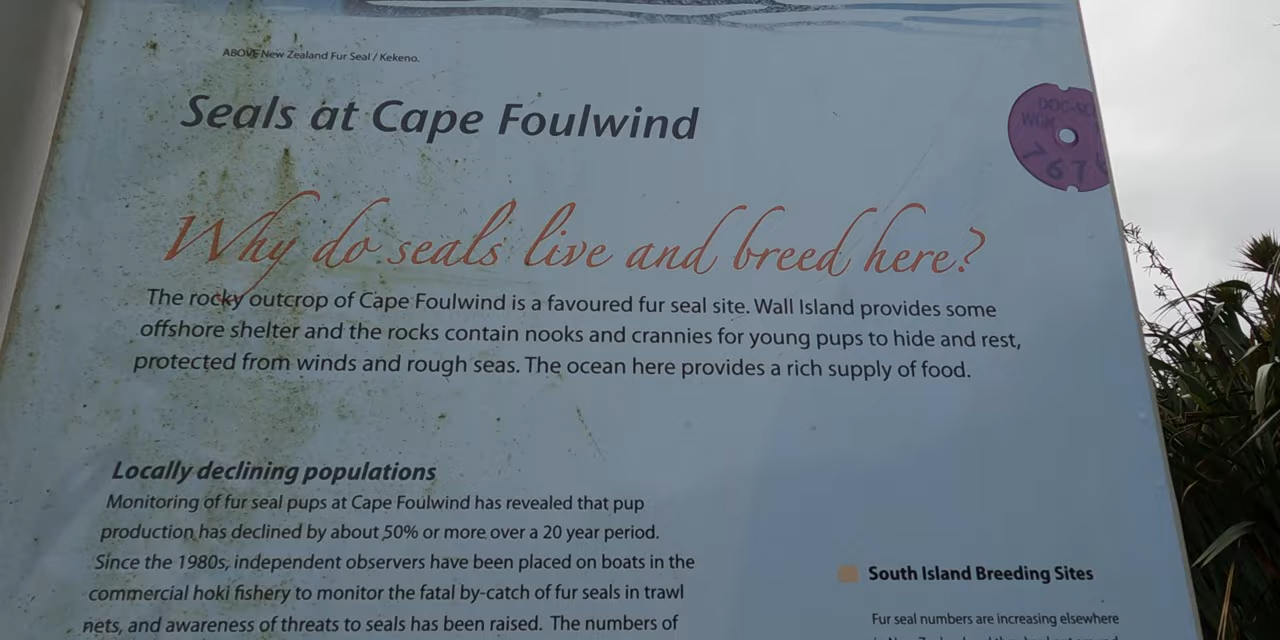 ABOVE New Zealand Fur Seal / Kekeno.
Seals at Cape Foulwind
Why do seals live and breed here?
The rocky outcrop of Cape Foulwind is a favoured fur seal site. Wall Island provides some
offshore shelter and the rocks contain nooks and crannies for young pups to hide and rest,
protected from winds and rough seas. The ocean here provides a rich supply of food.
Locally declining populations
Monitoring of fur seal pups at Cape Foulwind has revealed that pup
production has declined by about 50% or more over a 20 year period.
Since the 1980s, independent observers have been placed on boats in the
commercial hoki fishery to monitor the fatal by-catch of fur seals in trawl
nets, and awareness of threats to seals has been raised. The numbers of
South Island Breeding Sites
Fur seal numbers are increasing elsewhere